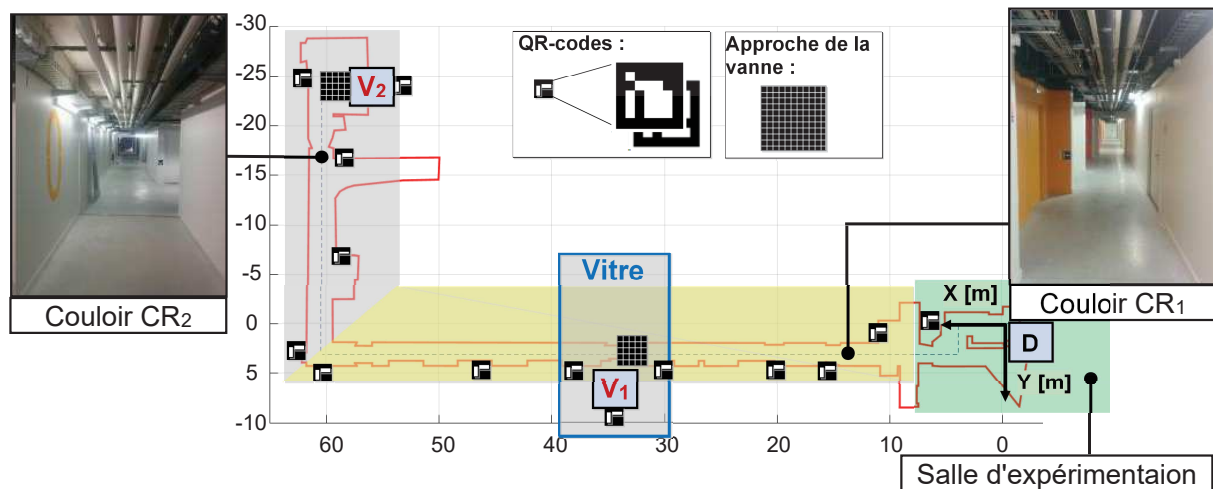 -30
-25
-20
-15
-10
-5
0
5
-10
60
50
40
30
20
10
0
QR-codes :
Approche de la
vanne :
V2
Vitre
V1
X [m]
D
Y [m]
Couloir CR2
Couloir CR1
Salle d'expérimentaion